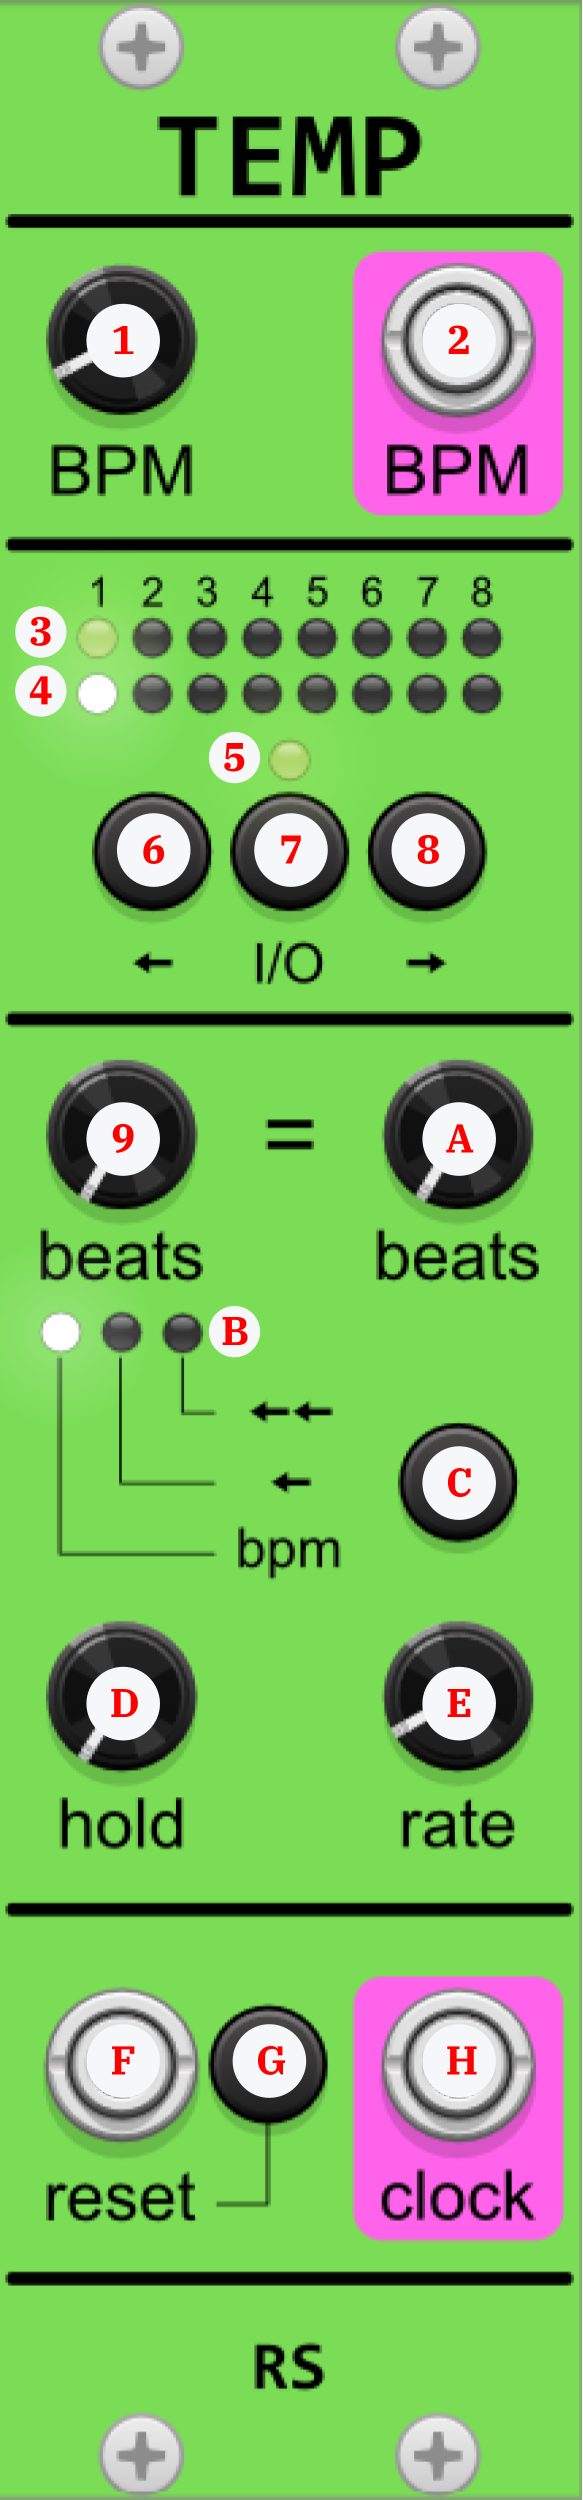 TEMP
1 2
BPM BPM
1 2 3 4 5 6 7 8
3
4
5
6 7 8
← I/O →
9 = A
beats beats
B
←←
← C
bpm
D E
hold rate
F G H
reset clock
RS